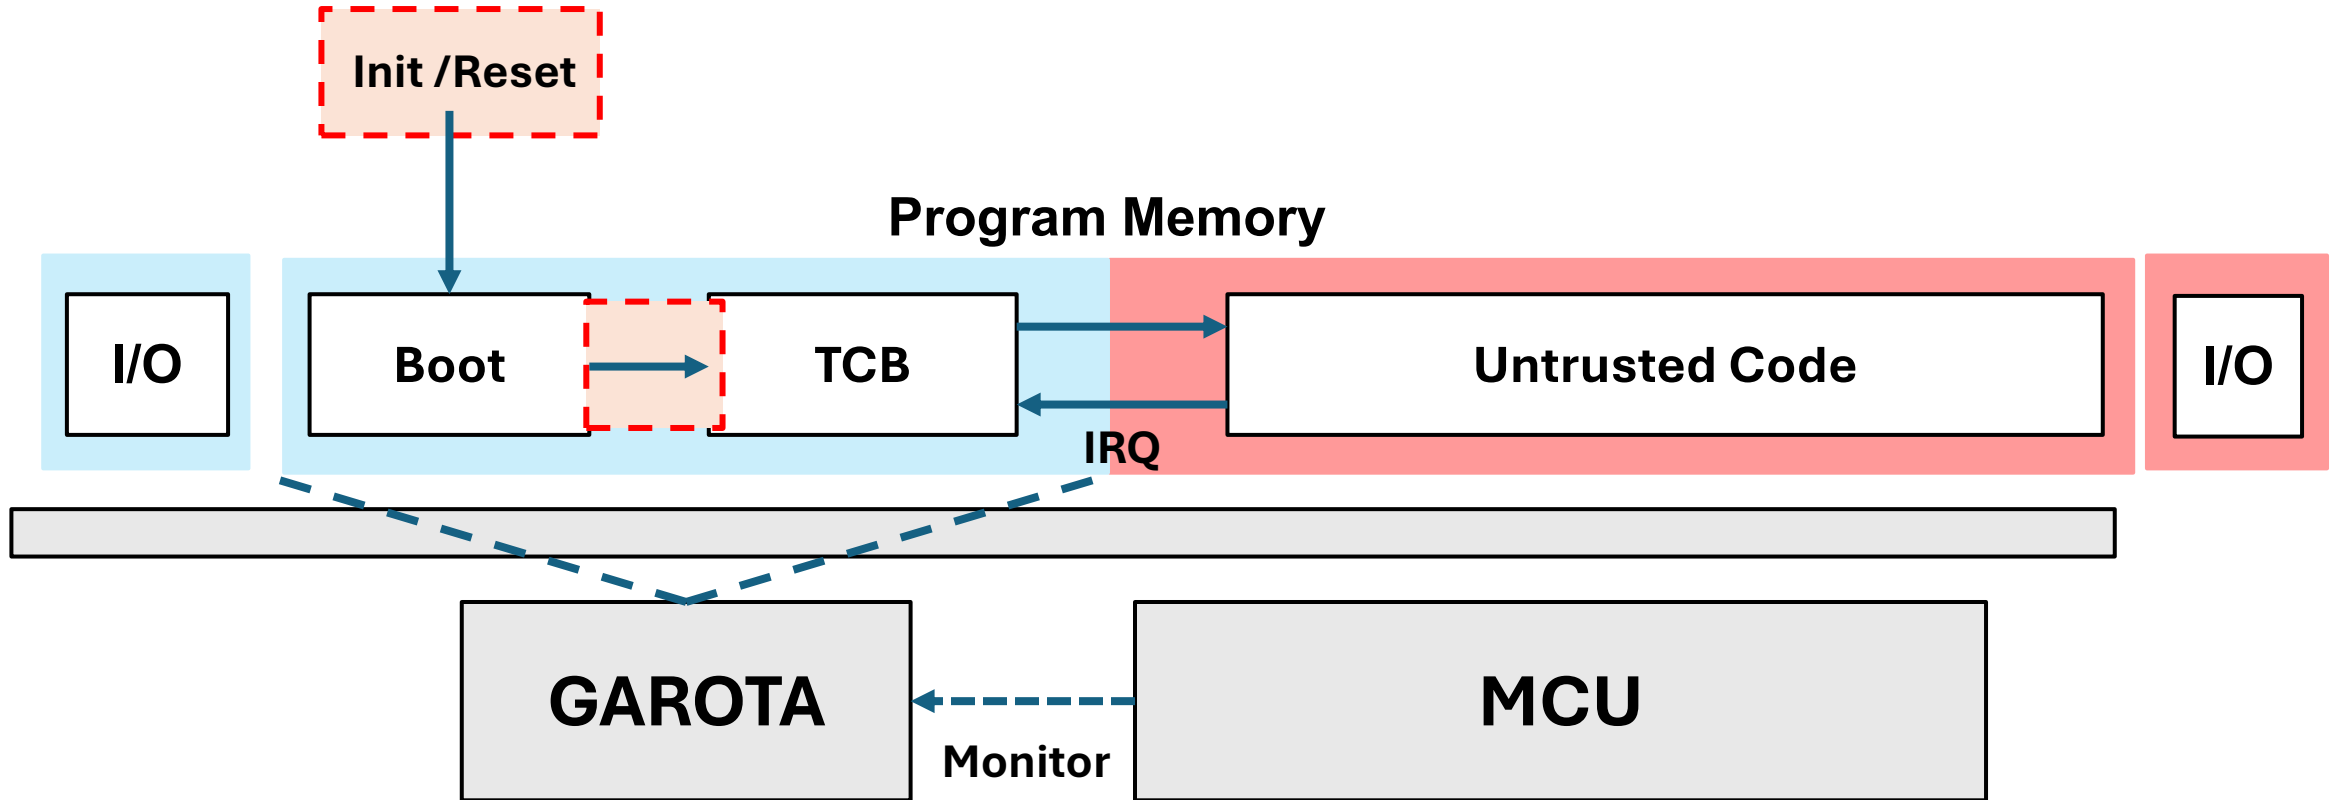 Init /Reset
Program Memory
I/O
Boot
TCB
Untrusted Code
I/O
IRQ
GAROTA
MCU
Monitor